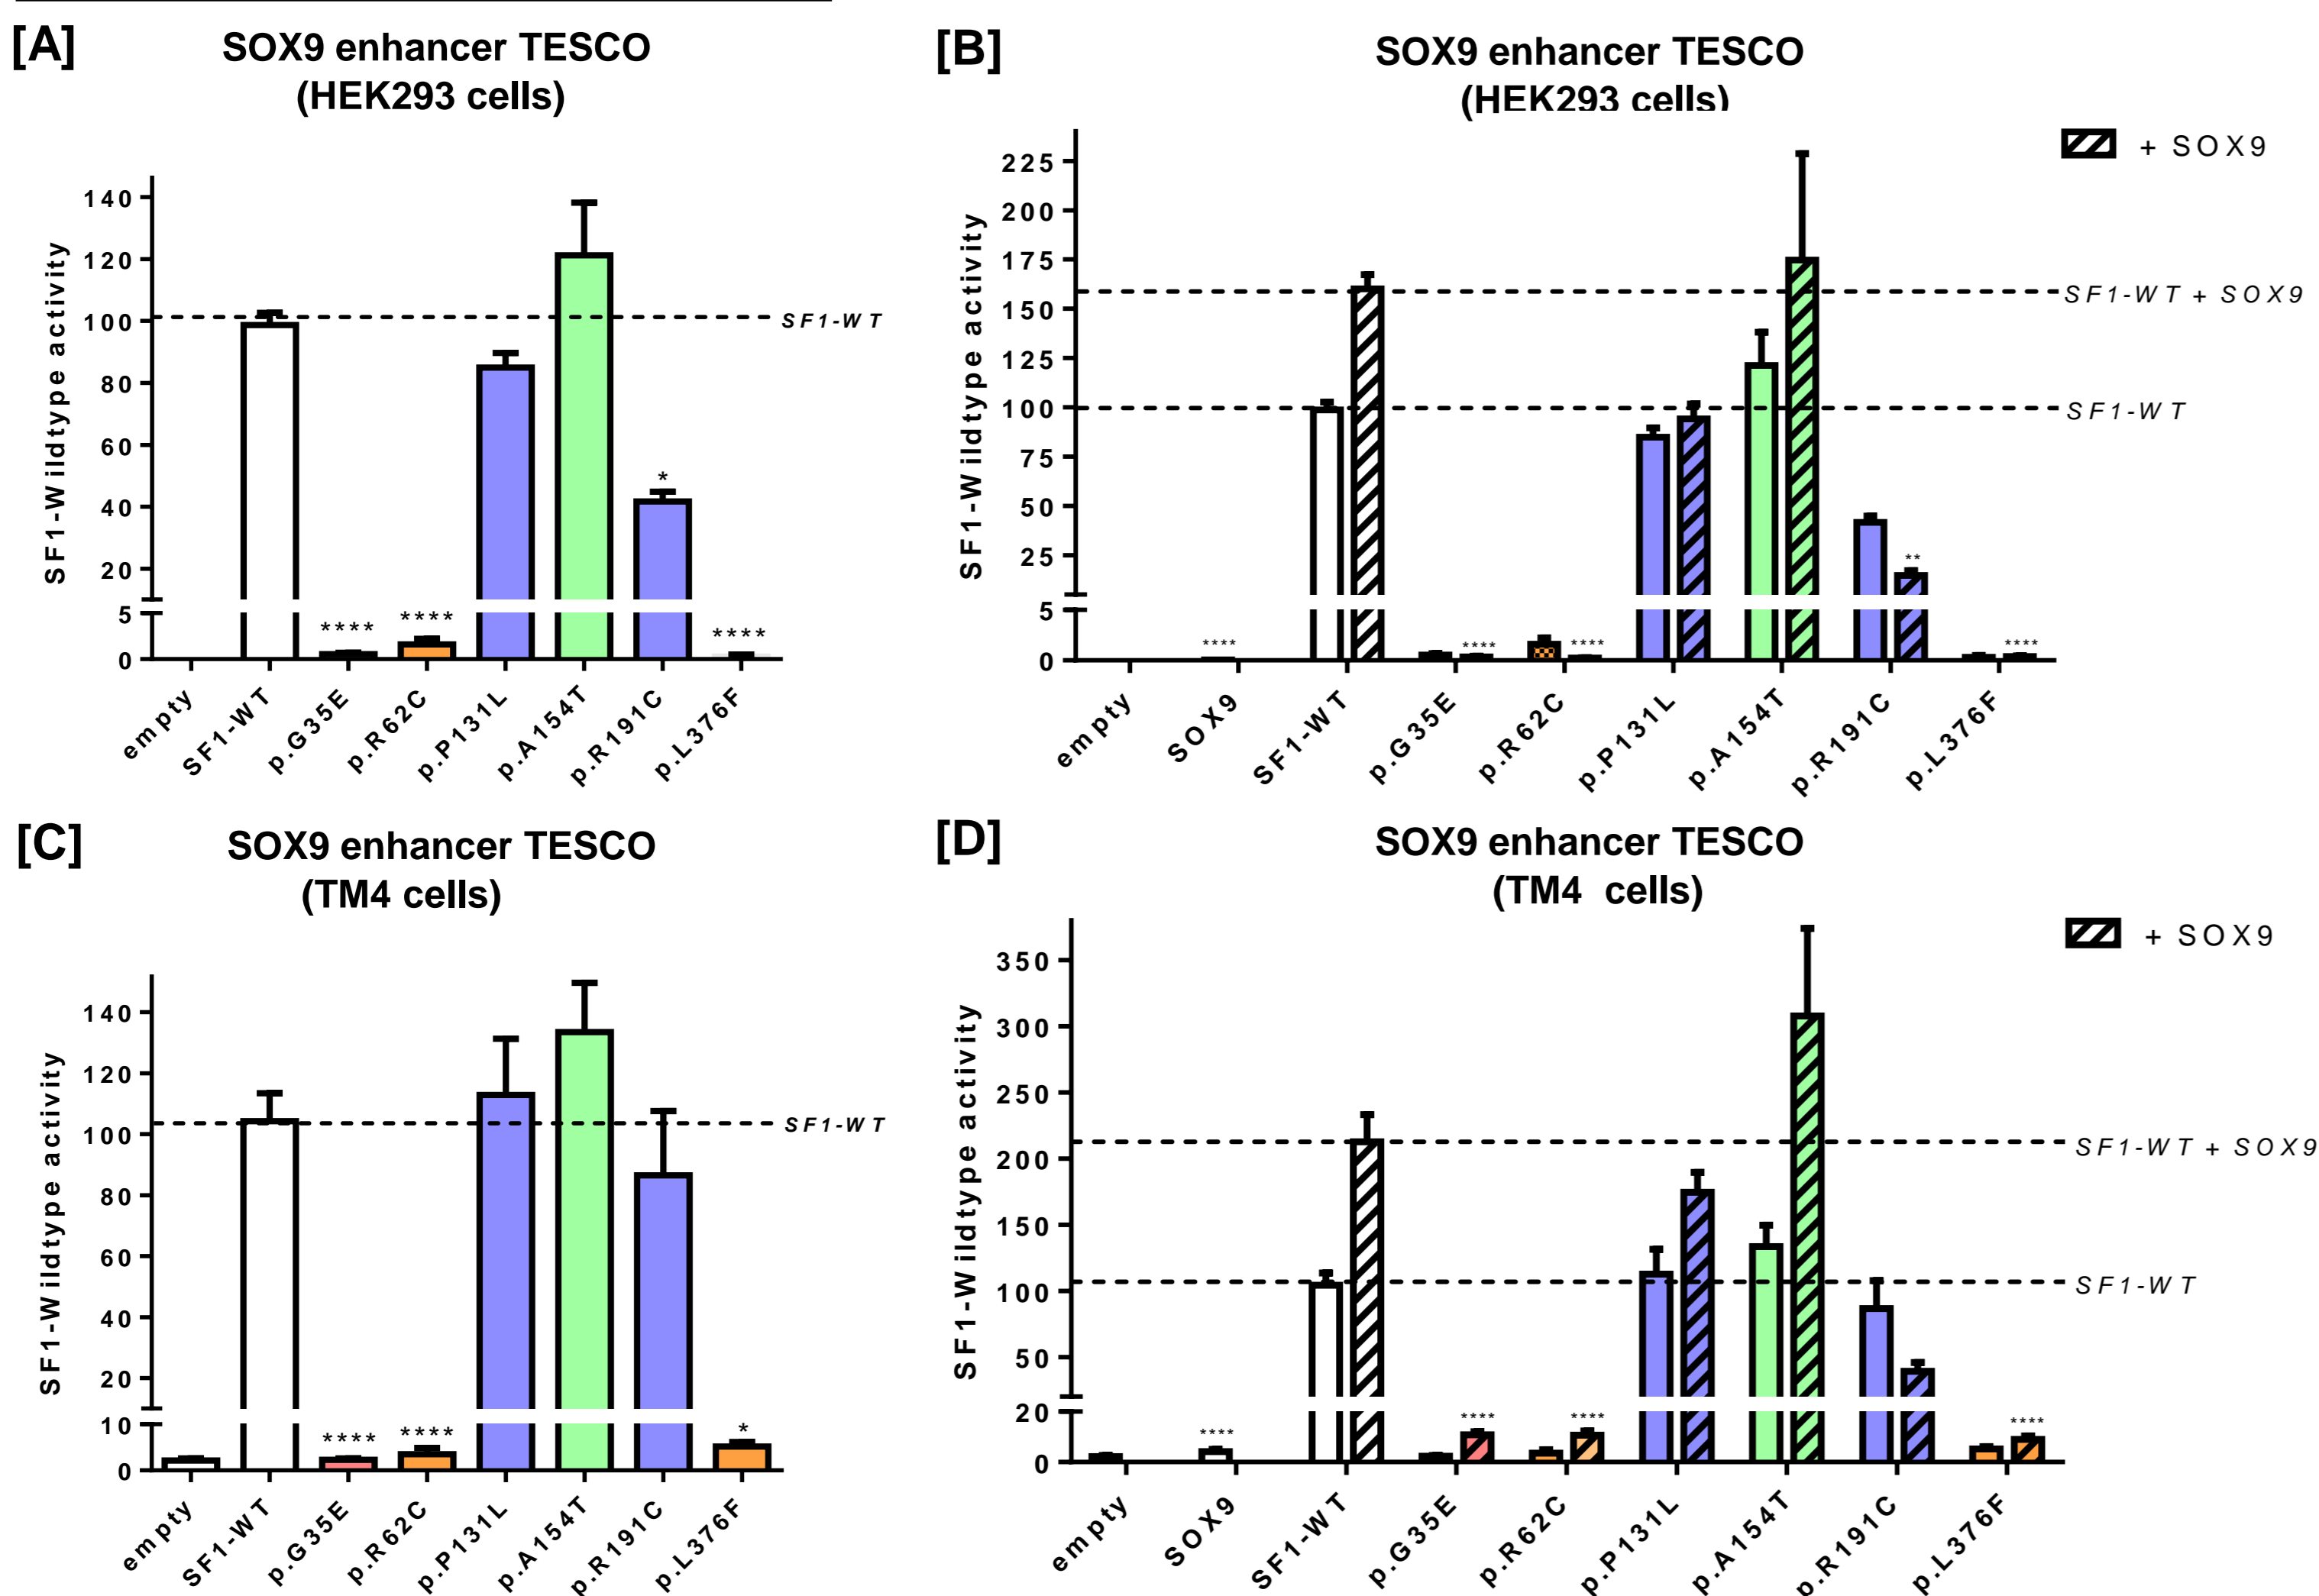 [A]
SOX9 enhancer TESCO
(HEK293 cells)
SF1-Wildtype activity
140
120
100
80
60
40
20
5
0
SF1-WT
****
****
*
****
empty
SF1-WT
p.G35E
p.R62C
p.P131L
p.A154T
p.R191C
p.L376F
[B]
SOX9 enhancer TESCO
(HEK293 cells)
+ SOX9
SF1-Wildtype activity
225
200
175
150
125
100
75
50
25
5
0
SF1-WT + SOX9
SF1-WT
****
****
****
**
****
empty
SOX9
SF1-WT
p.G35E
p.R62C
p.P131L
p.A154T
p.R191C
p.L376F
[C]
SOX9 enhancer TESCO
(TM4 cells)
SF1-Wildtype activity
140
120
100
80
60
40
20
10
0
SF1-WT
****
****
*
empty
SF1-WT
p.G35E
p.R62C
p.P131L
p.A154T
p.R191C
p.L376F
[D]
SOX9 enhancer TESCO
(TM4 cells)
+ SOX9
SF1-Wildtype activity
350
300
250
200
150
100
50
20
0
SF1-WT + SOX9
SF1-WT
****
****
****
****
empty
SOX9
SF1-WT
p.G35E
p.R62C
p.P131L
p.A154T
p.R191C
p.L376F